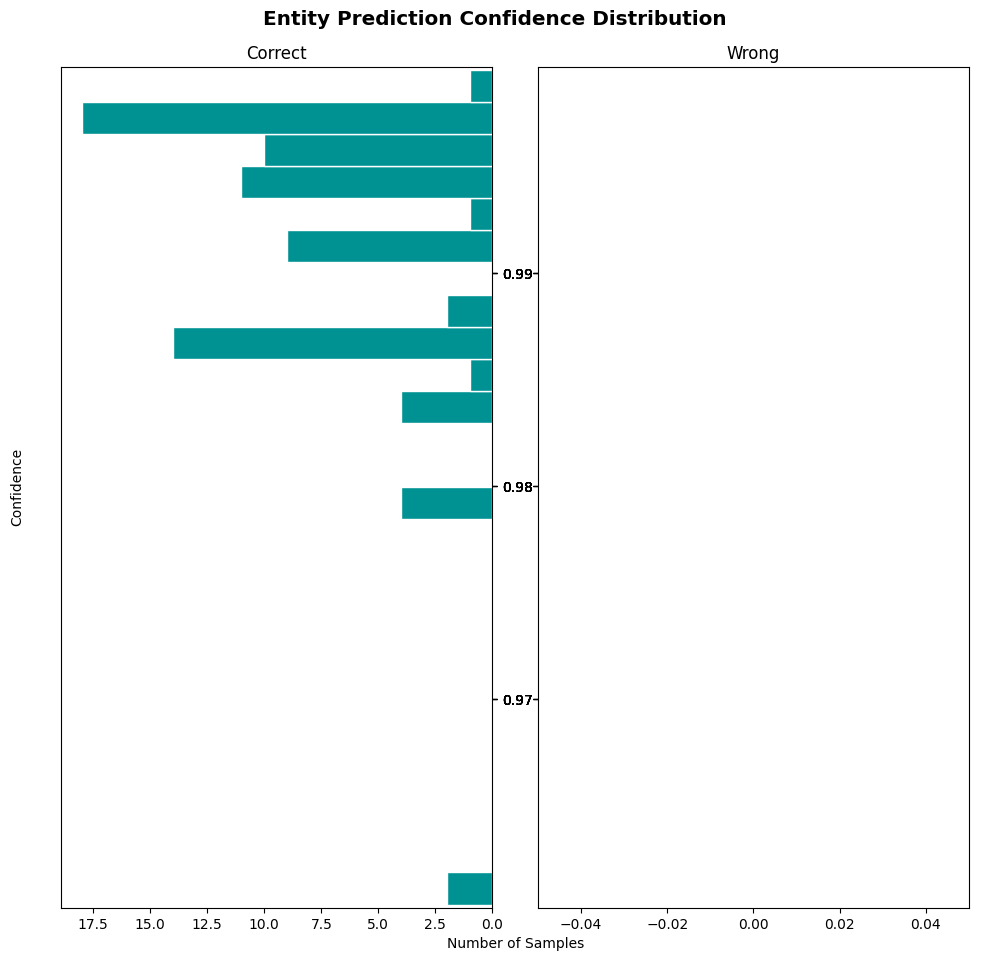 Entity Prediction Confidence Distribution
Correct
Wrong
0.99
0.98
0.97
Confidence
17.5 15.0 12.5 10.0 7.5 5.0 2.5 0.0
−0.04 −0.02 0.00 0.02 0.04
Number of Samples